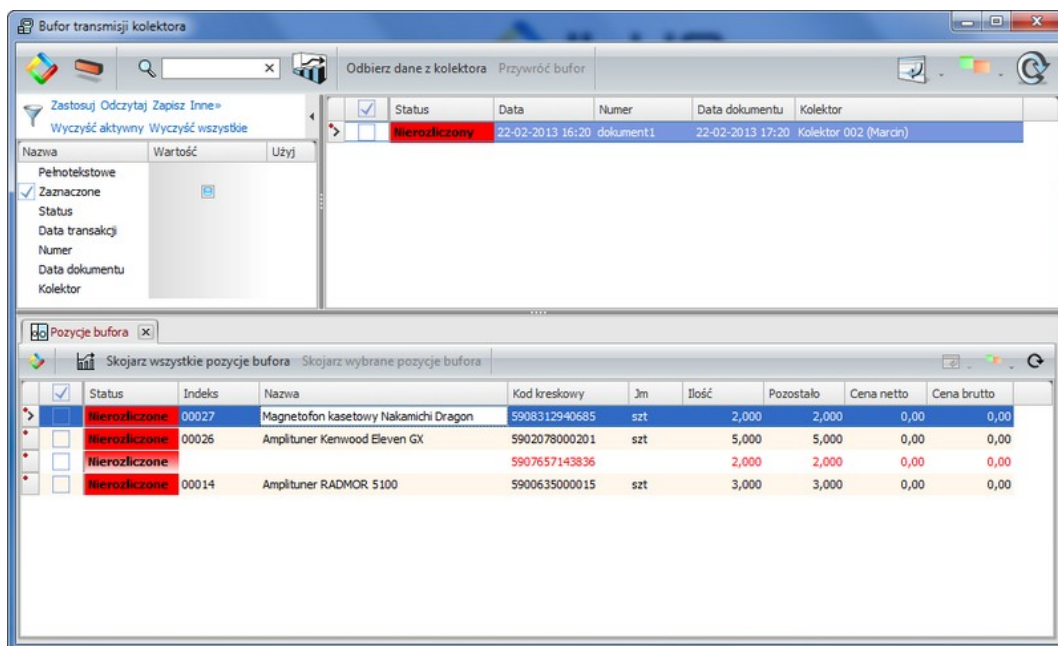 Bufor transmisji kolektora
Odbierz dane z kolektora Przywróć bufor
Zastosuj Odczytaj Zapisz Inne»
Wyczyść aktywny Wyczyść wszystkie
Nazwa Wartość Użyj
Pełnotekstowe
Zaznaczone
Status
Data transakcji
Numer
Data dokumentu
Kolektor
Status Data Numer Data dokumentu Kolektor
Nierozliczony 22-02-2013 16:20 dokument1 22-02-2013 17:20 Kolektor 002 (Marcin)
Pozycje bufora
Skojarz wszystkie pozycje bufora Skojarz wybrane pozycje bufora
Status Indeks Nazwa Kod kreskowy Jm Ilość Pozostało Cena netto Cena brutto
Nierozliczone 00027 Magnetofon kasetowy Nakamichi Dragon 5908312940685 szt 2,000 2,000 0,00 0,00
Nierozliczone 00026 Amplituner Kenwood Eleven GX 5902078000201 szt 5,000 5,000 0,00 0,00
Nierozliczone 5907657143836 2,000 2,000 0,00 0,00
Nierozliczone 00014 Amplituner RADMOR 5100 5900635000015 szt 3,000 3,000 0,00 0,00